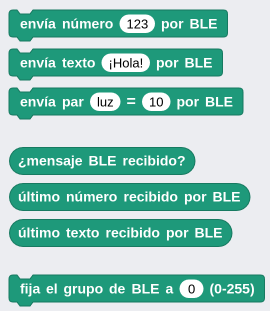 envía número 123 por BLE
envía texto ¡Hola! por BLE
envía par luz = 10 por BLE
¿mensaje BLE recibido?
último número recibido por BLE
último texto recibido por BLE
fija el grupo de BLE a 0 (0-255)